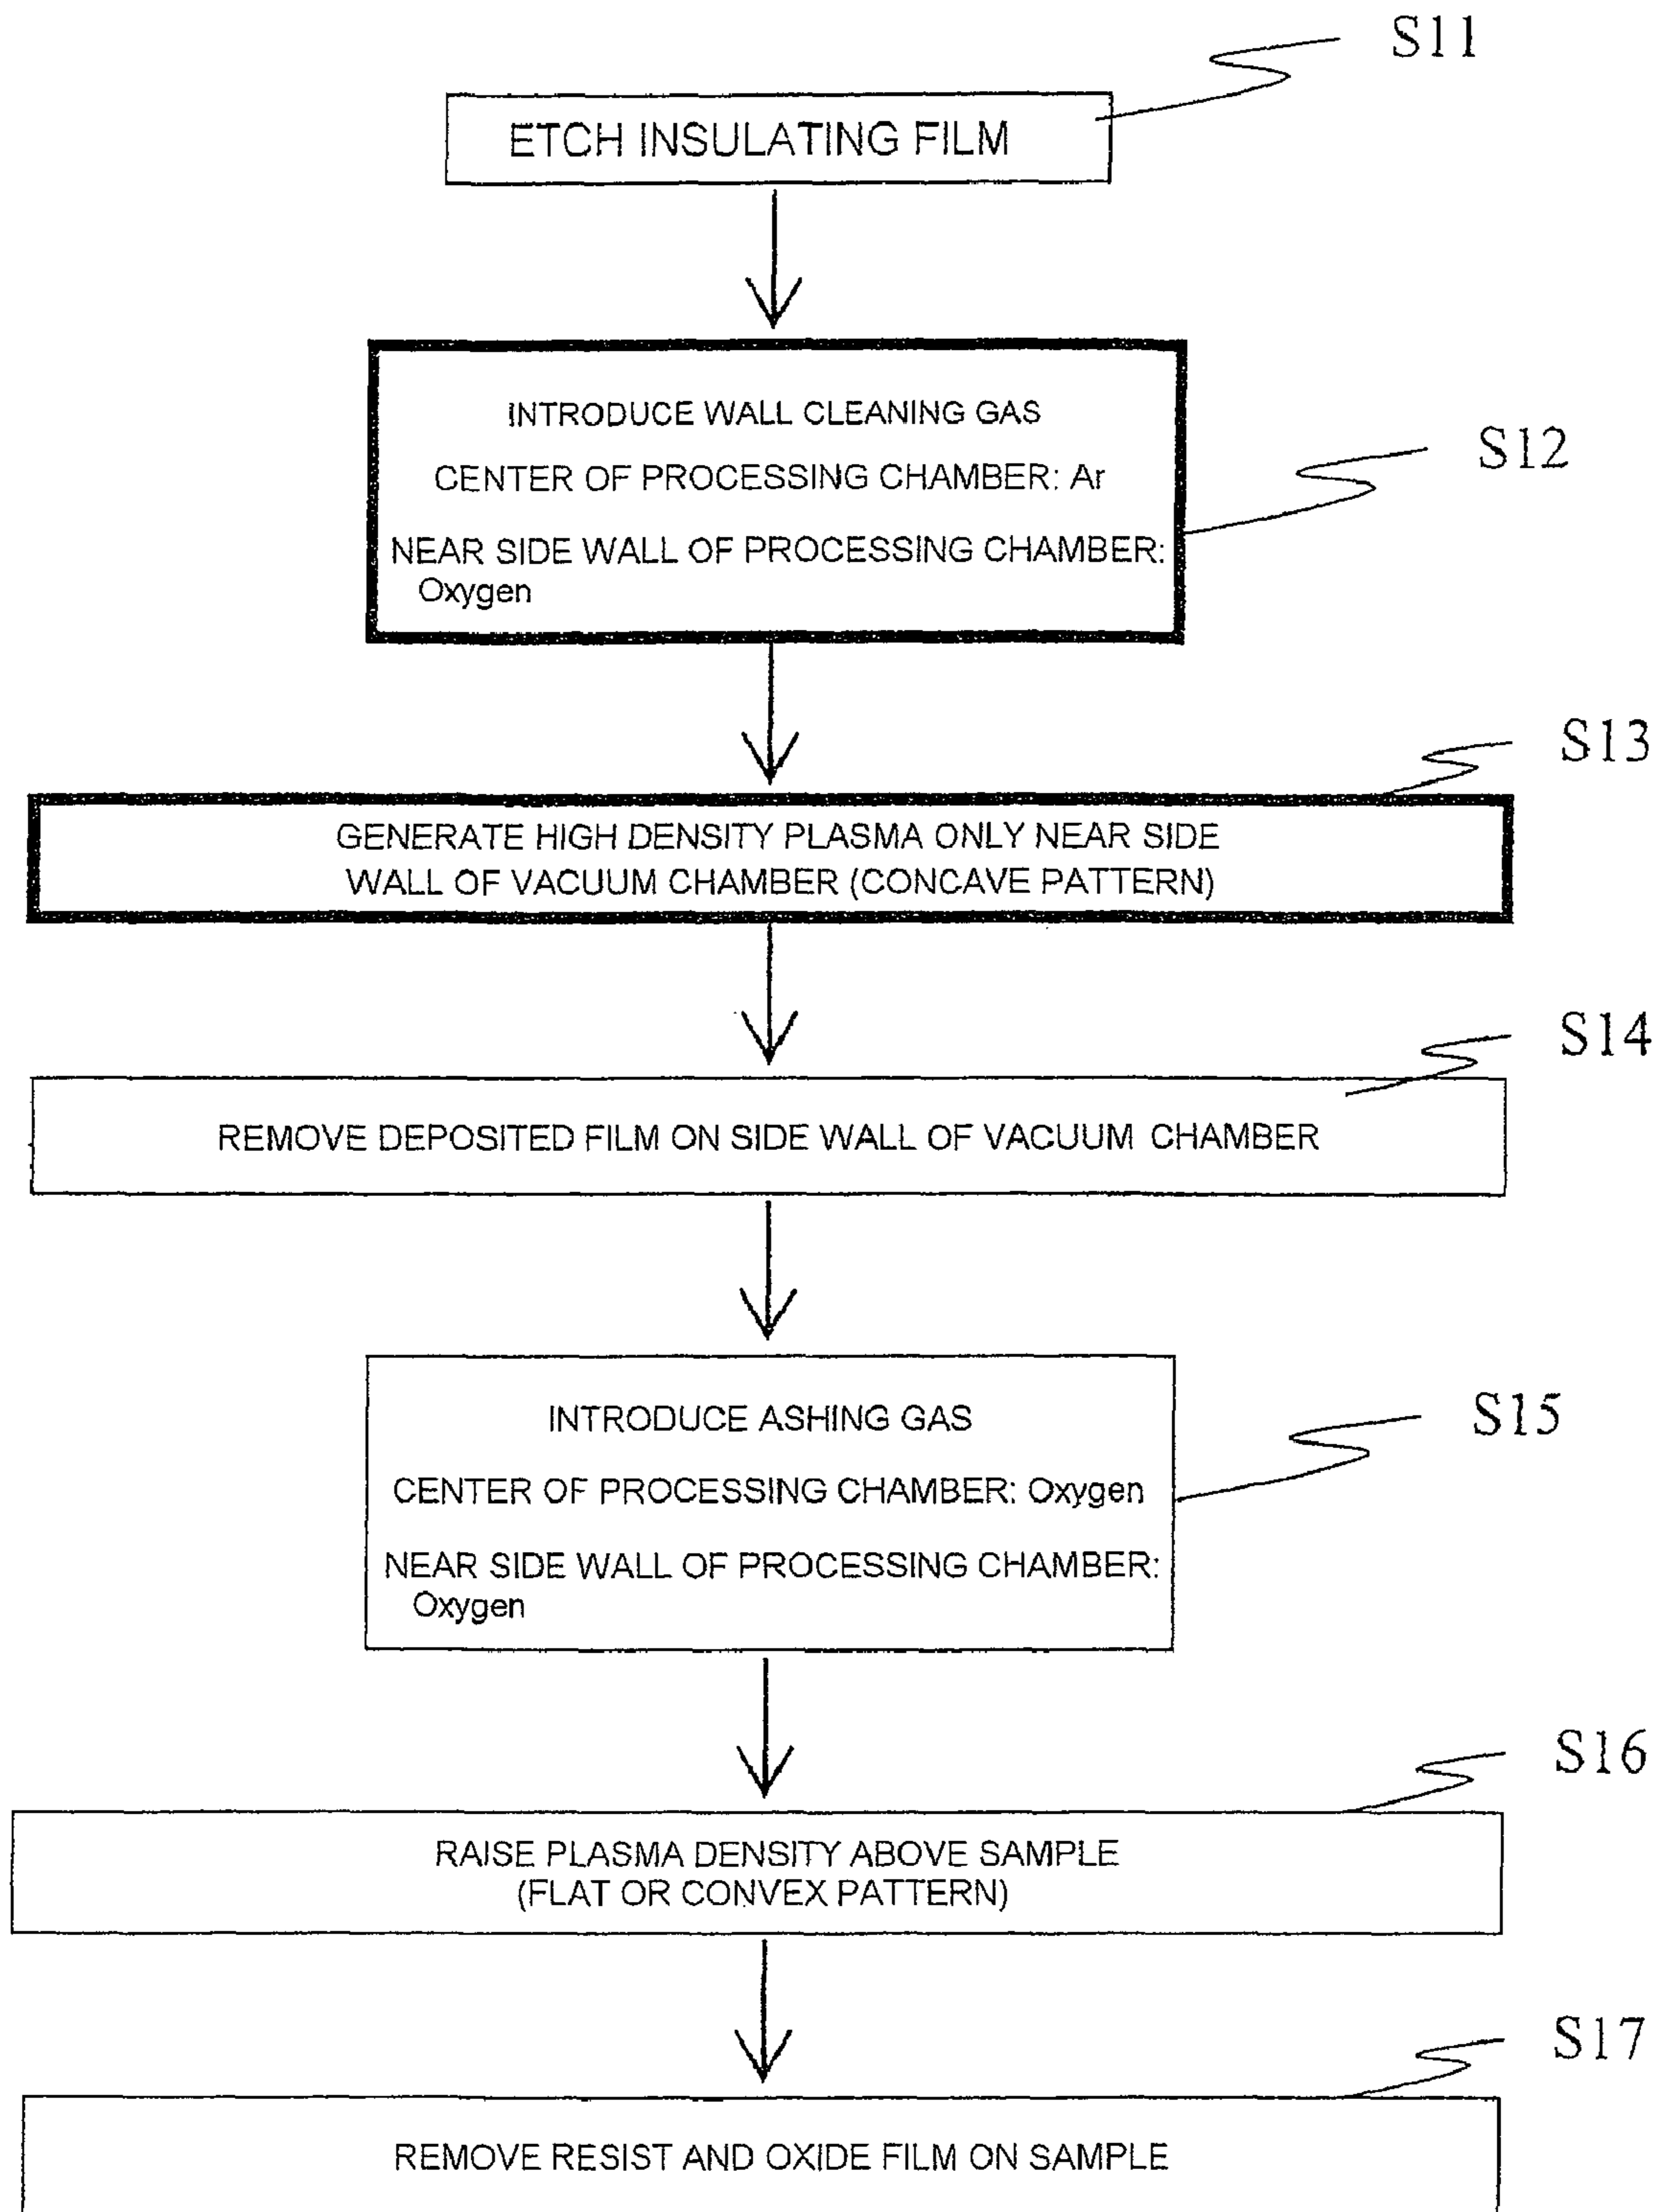 S11
ETCH INSULATING FILM
INTRODUCE WALL CLEANING GAS
CENTER OF PROCESSING CHAMBER: Ar
NEAR SIDE WALL OF PROCESSING CHAMBER:
Oxygen
S12
S13
GENERATE HIGH DENSITY PLASMA ONLY NEAR SIDE
WALL OF VACUUM CHAMBER (CONCAVE PATTERN)
S14
REMOVE DEPOSITED FILM ON SIDE WALL OF VACUUM CHAMBER
INTRODUCE ASHING GAS
S15
CENTER OF PROCESSING CHAMBER: Oxygen
NEAR SIDE WALL OF PROCESSING CHAMBER:
Oxygen
S16
RAISE PLASMA DENSITY ABOVE SAMPLE
(FLAT OR CONVEX PATTERN)
S17
REMOVE RESIST AND OXIDE FILM ON SAMPLE